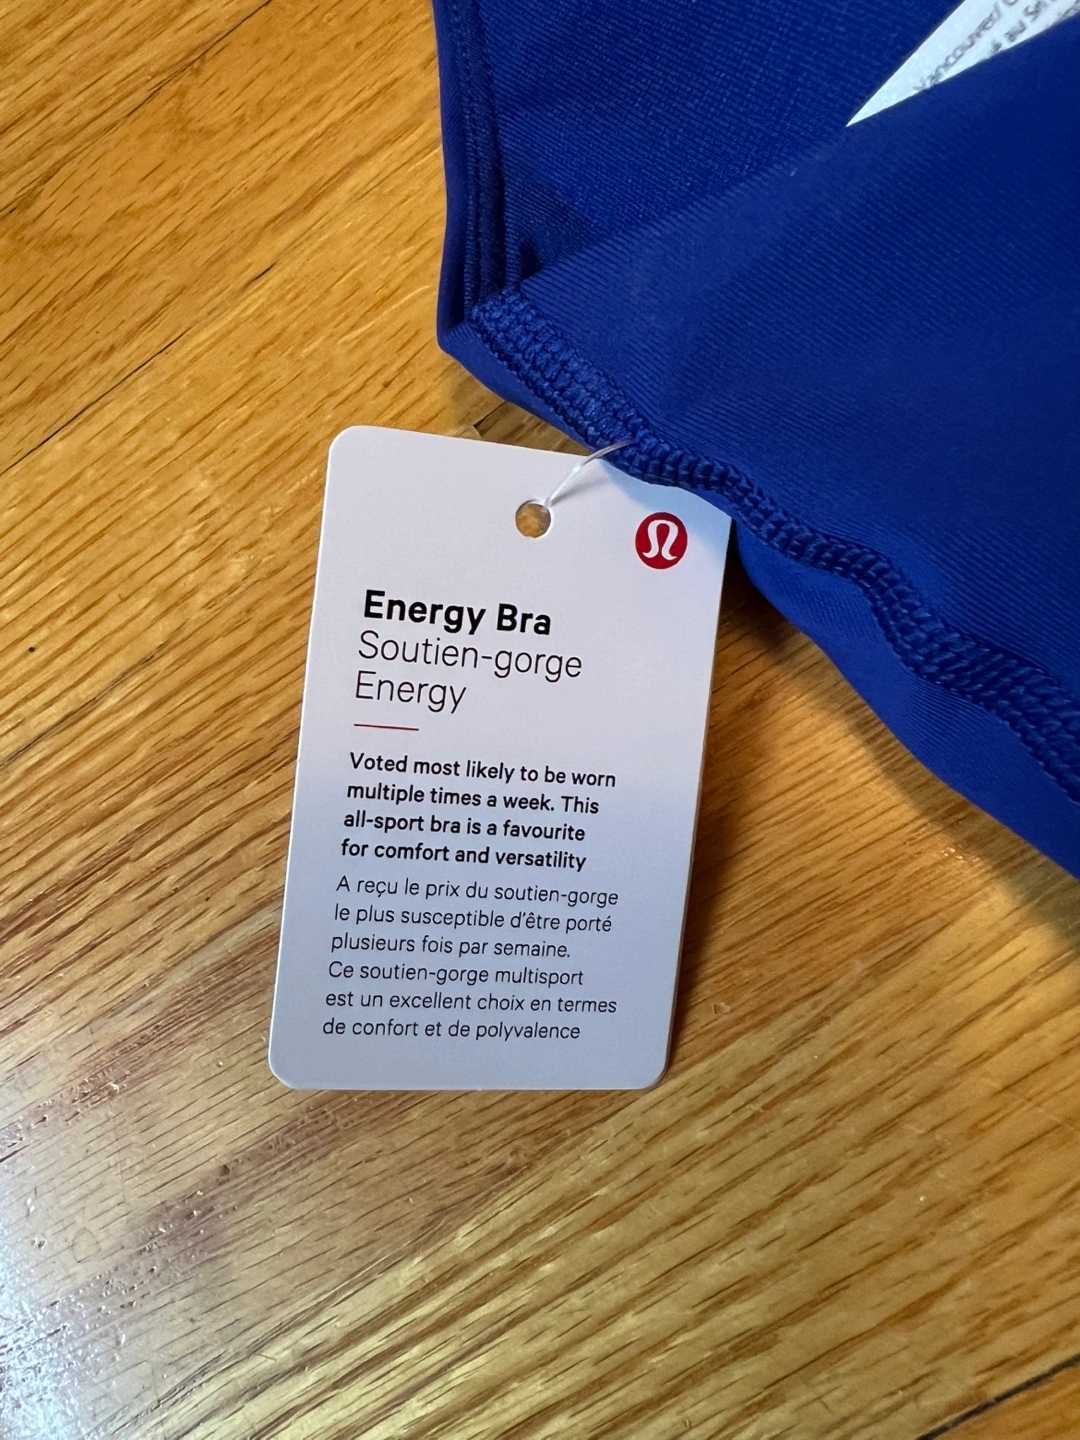 Energy Bra
Soutien-gorge
Energy
Voted most likely to be worn
multiple times a week. This
all-sport bra is a favourite
for comfort and versatility
A reçu le prix du soutien-gorge
le plus susceptible d'être porté
plusieurs fois par semaine.
Ce soutien-gorge multisport
est un excellent choix en termes
de confort et de polyvalence